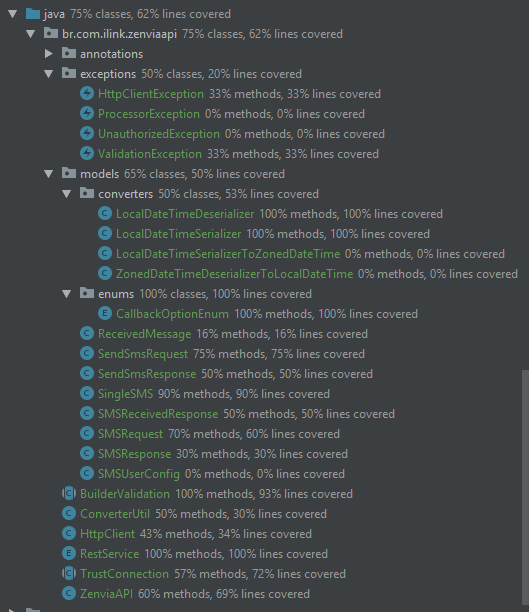 java 75% classes, 62% lines covered
br.com.ilink.zenviaapi 75% classes, 62% lines covered
annotations
exceptions 50% classes, 20% lines covered
HttpClientException 33% methods, 33% lines covered
ProcessorException 0% methods, 0% lines covered
UnauthorizedException 0% methods, 0% lines covered
ValidationException 33% methods, 33% lines covered
models 65% classes, 50% lines covered
converters 50% classes, 53% lines covered
C LocalDateTimeDeserializer 100% methods, 100% lines covered
C LocalDateTimeSerializer 100% methods, 100% lines covered
C LocalDateTimeSerializerToZonedDateTime 0% methods, 0% lines covered
C ZonedDateTimeDeserializerToLocalDateTime 0% methods, 0% lines covered
enums 100% classes, 100% lines covered
E CallbackOptionEnum 100% methods, 100% lines covered
C ReceivedMessage 16% methods, 16% lines covered
C SendSmsRequest 75% methods, 75% lines covered
C SendSmsResponse 50% methods, 50% lines covered
C SingleSMS 90% methods, 90% lines covered
C SMSReceivedResponse 50% methods, 50% lines covered
C SMSRequest 70% methods, 60% lines covered
C SMSResponse 30% methods, 30% lines covered
C SMSUserConfig 0% methods, 0% lines covered
C BuilderValidation 100% methods, 93% lines covered
C ConverterUtil 50% methods, 30% lines covered
C HttpClient 43% methods, 34% lines covered
E RestService 100% methods, 100% lines covered
C TrustConnection 57% methods, 72% lines covered
C ZenviaAPI 60% methods, 69% lines covered